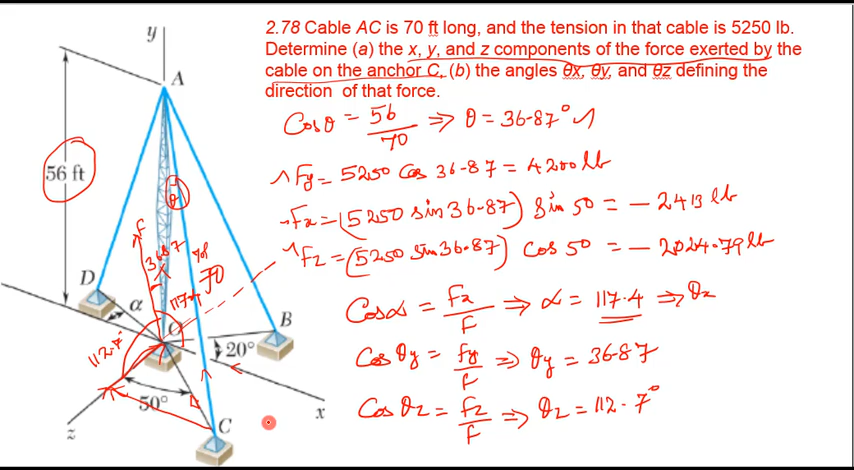 2.78 Cable AC is 70 ft long, and the tension in that cable is 5250 lb.
Determine (a) the x, y, and z components of the force exerted by the
cable on the anchor C, (b) the angles θx, θy, and θz defining the
direction of that force.
Cosθ = 56/70 ⇒ θ = 36.87°
Fy = 5250 Cos 36.87 = 4200 lb
-Fx = (5250 sin 36.87) Sin 50 = - 2413 lb
Fz = (5250 Sin 36.87) Cos 50 = - 2024.79 lb
Cosα = Fx/F ⇒ α = 117.4 ⇒ θx
Cos θy = Fy/F ⇒ θy = 36.87
Cos θz = Fz/F ⇒ θz = 112.7°
y
A
56 ft
θ
F
36.87
70
117.4
D
α
O
B
20°
112.7°
50°
C
x
z